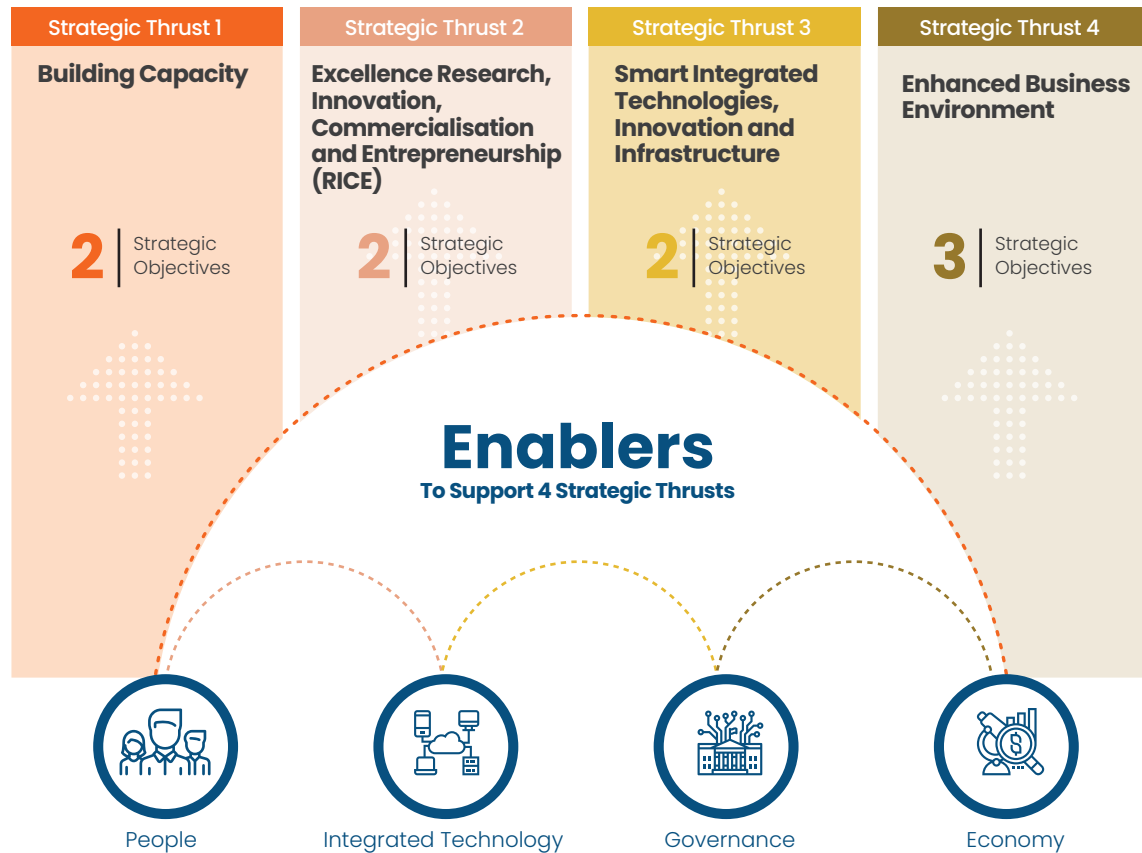 Strategic Thrust 1
Building Capacity
2
Strategic
Objectives
Strategic Thrust 2
Excellence Research,
Innovation,
Commercialisation
and Entrepreneurship
(RICE)
2
Strategic
Objectives
Strategic Thrust 3
Smart Integrated
Technologies,
Innovation and
Infrastructure
2
Strategic
Objectives
Strategic Thrust 4
Enhanced Business
Environment
3
Strategic
Objectives
Enablers
To Support 4 Strategic Thrusts
$
People
Integrated Technology
Governance
Economy